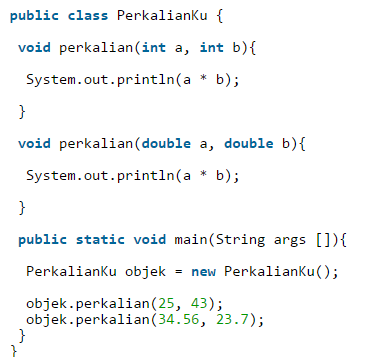 public class PerkalianKu {
void perkalian(int a, int b){
System.out.println(a * b);
}
void perkalian(double a, double b){
System.out.println(a * b);
}
public static void main(String args []){
PerkalianKu objek = new PerkalianKu();
objek.perkalian(25, 43);
objek.perkalian(34.56, 23.7);
}
}